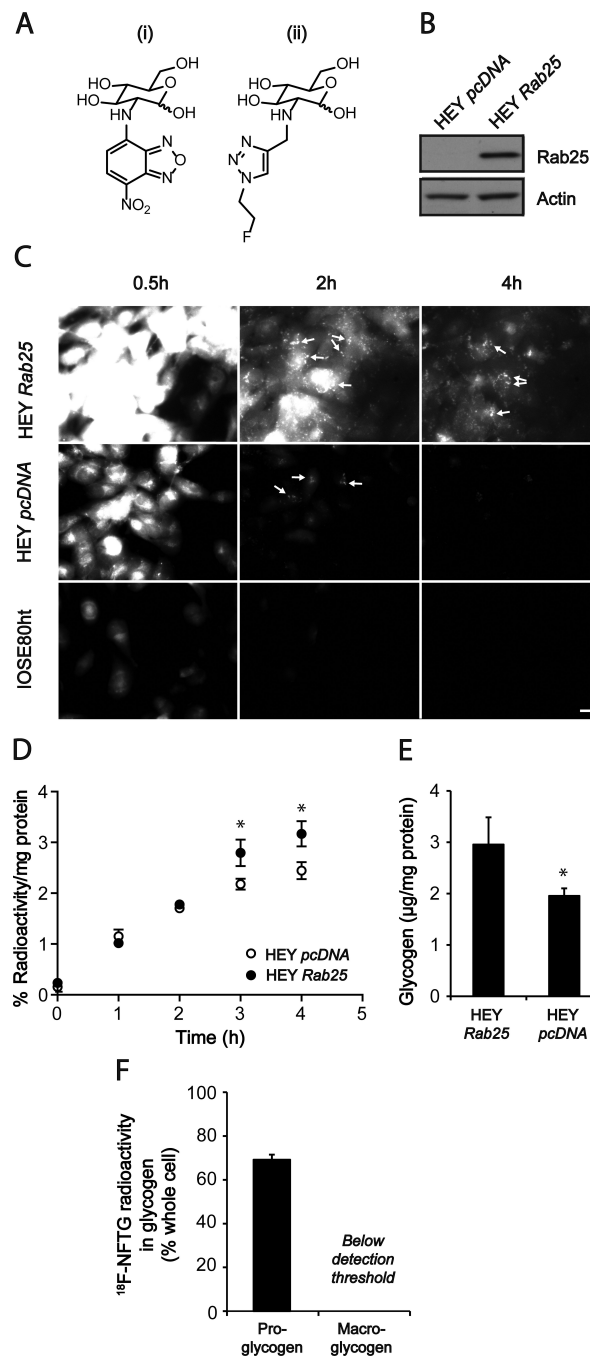 A
(i)
(ii)
OH
HO
O
HO
OH
HN
N
O
N
NO2
OH
HO
O
HO
OH
HN
N
N
N
F
B
HEY pcDNA
HEY Rab25
Rab25
Actin
C
0.5h
2h
4h
HEY Rab25
HEY pcDNA
IOSE80ht
D
% Radioactivity/mg protein
4
3
2
1
0
* *
HEY pcDNA
HEY Rab25
0 1 2 3 4 5
Time (h)
E
Glycogen (µg/mg protein)
4
3
2
1
0
*
HEY Rab25
HEY pcDNA
F
18F-NFTG radioactivity
in glycogen
(% whole cell)
100
80
60
40
20
0
Below
detection
threshold
Pro-
glycogen
Macro-
glycogen